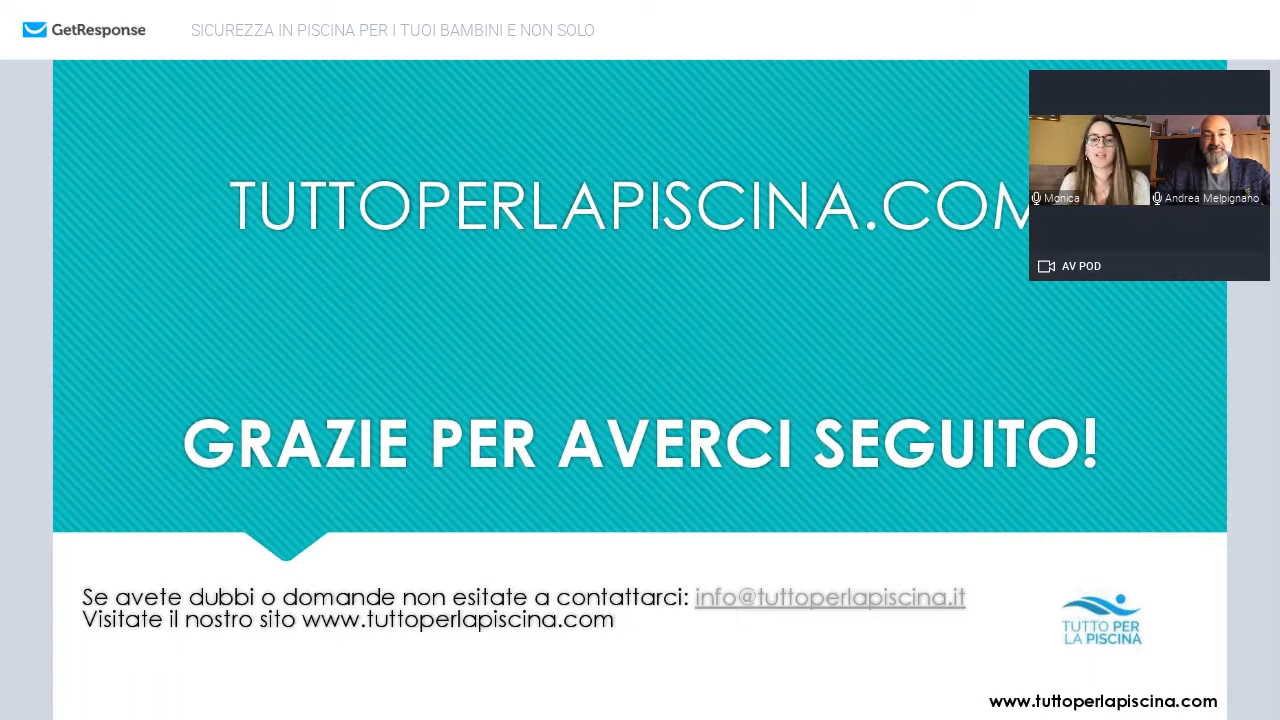 GetResponse
SICUREZZA IN PISCINA PER I TUOI BAMBINI E NON SOLO
TUTTOPERLAPISCINA.COM
Monica
Andrea Melpignano
AV POD
GRAZIE PER AVERCI SEGUITO!
Se avete dubbi o domande non esitate a contattarci: info@tuttoperlapiscina.it
Visitate il nostro sito www.tuttoperlapiscina.com
TUTTO PER
LA PISCINA
www.tuttoperlapiscina.com